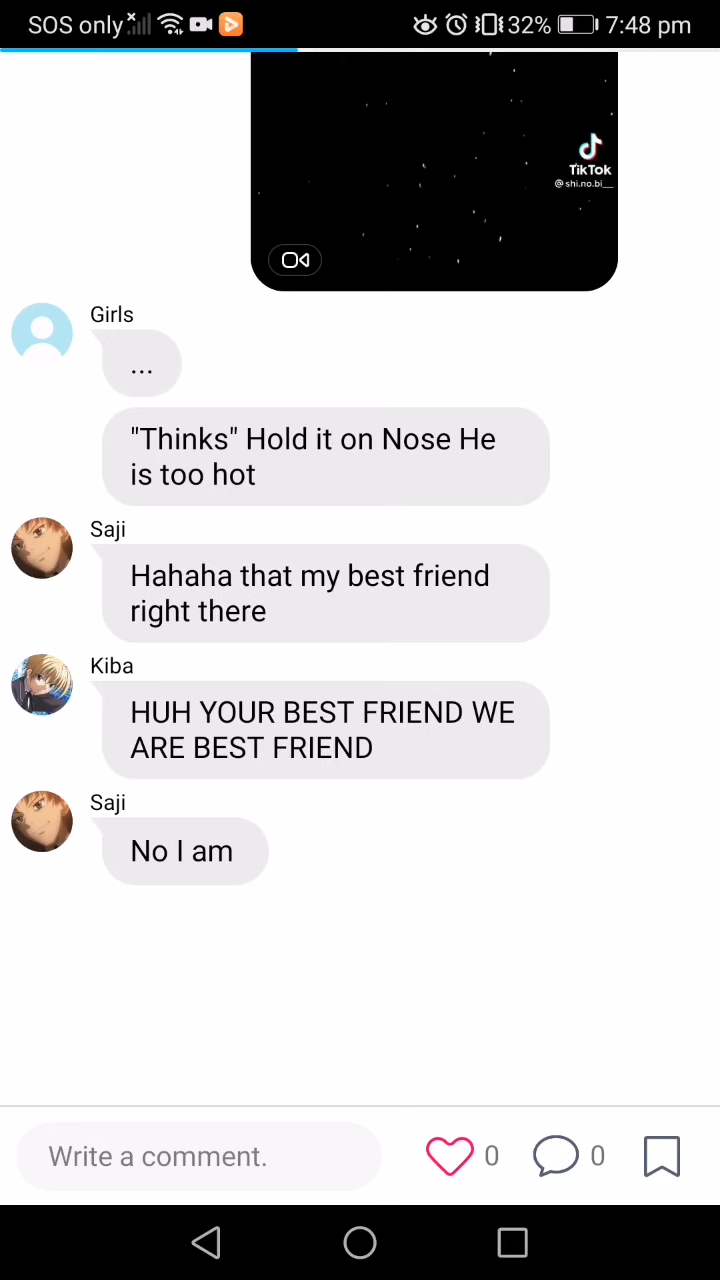 SOS only
32%
7:48 pm
TikTok
@shi.no.bi__
Girls
...
"Thinks" Hold it on Nose He
is too hot
Saji
Hahaha that my best friend
right there
Kiba
HUH YOUR BEST FRIEND WE
ARE BEST FRIEND
Saji
No I am
Write a comment.
0
0